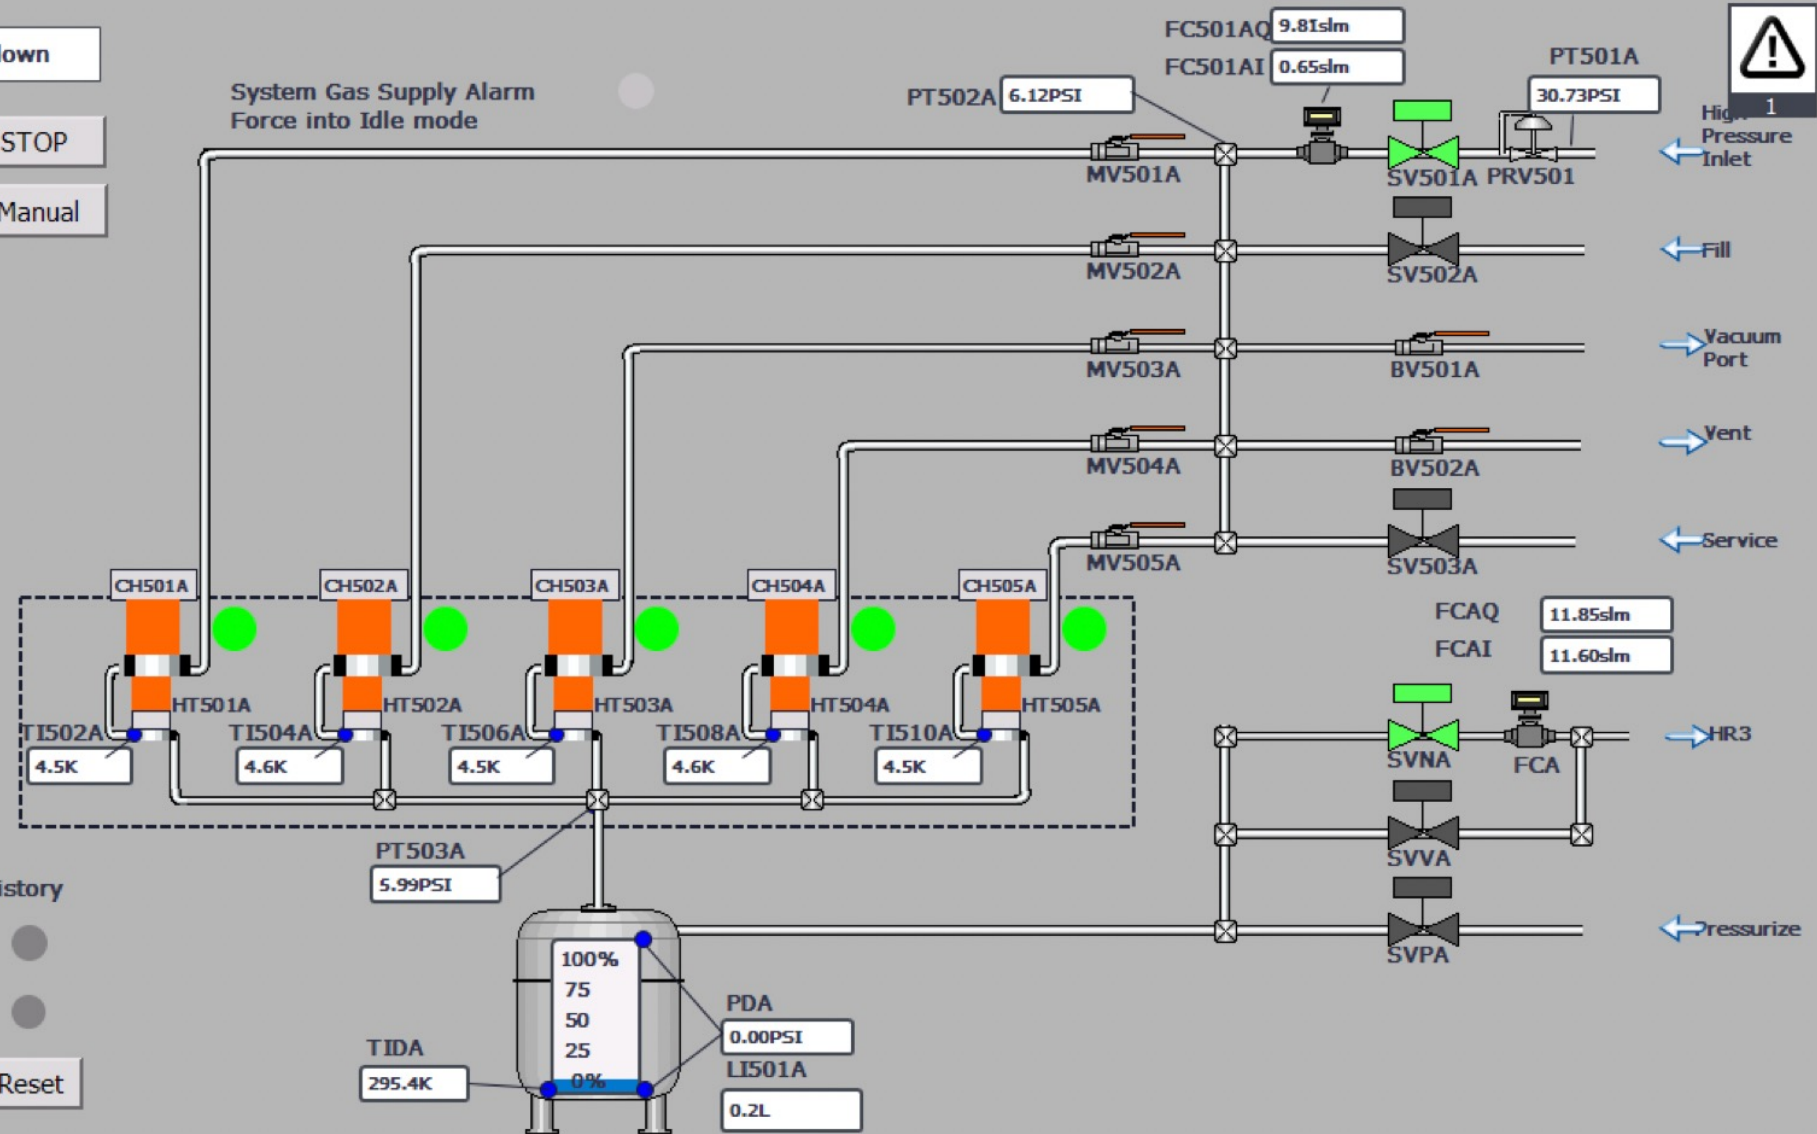 down
STOP
Manual
System Gas Supply Alarm
Force into Idle mode
FC501AQ 9.81slm
FC501AI 0.65slm
PT502A 6.12PSI
PT501A
30.73PSI
1
High
Pressure
Inlet
MV501A
SV501A PRV501
MV502A
SV502A
Fill
MV503A
BV501A
Vacuum
Port
MV504A
BV502A
Vent
MV505A
SV503A
Service
CH501A CH502A CH503A CH504A CH505A
HT501A HT502A HT503A HT504A HT505A
TI502A TI504A TI506A TI508A TI510A
4.5K 4.6K 4.5K 4.6K 4.5K
FCAQ 11.85slm
FCAI 11.60slm
SVNA
FCA
HR3
SVVA
SVPA
Pressurize
PT503A
5.99PSI
istory
Reset
100%
75
50
25
0%
TIDA
295.4K
PDA
0.00PSI
LI501A
0.2L